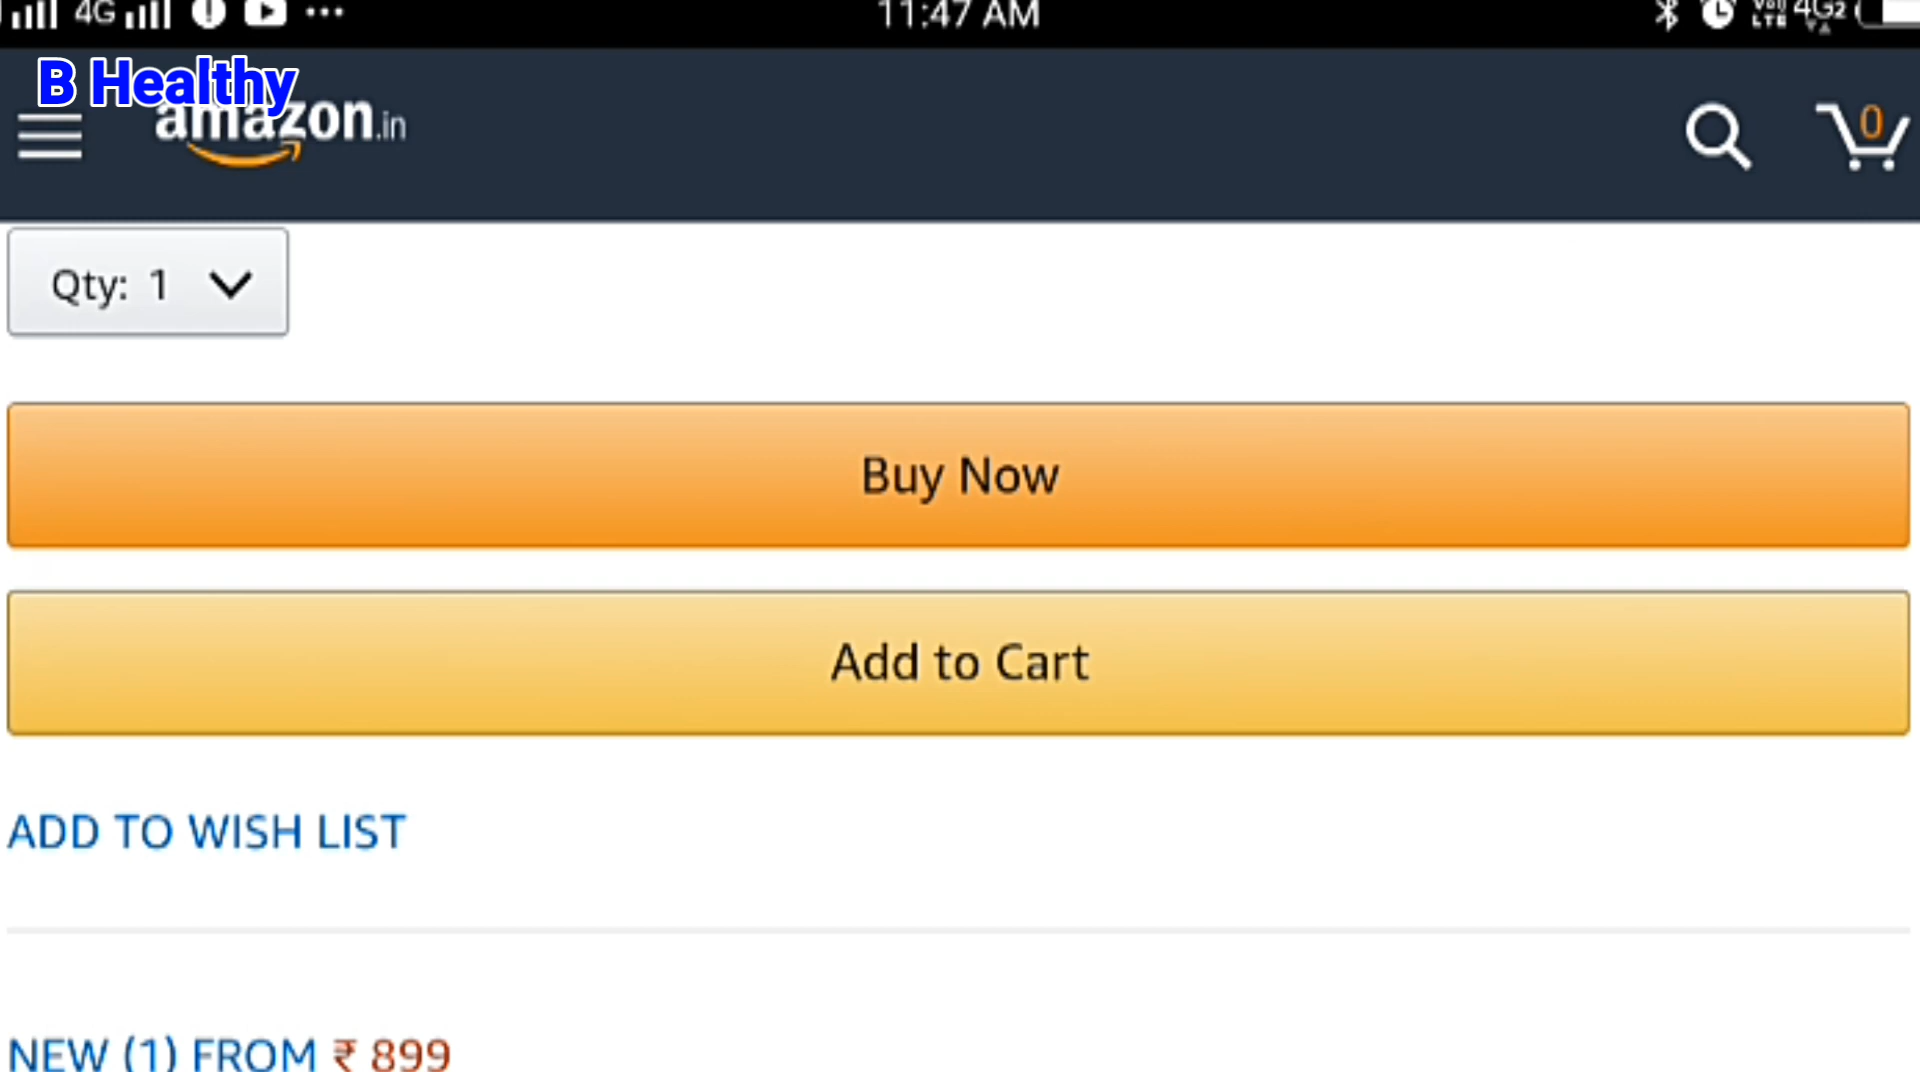 4G 11:47 AM
B Healthy
amazon.in
0
Qty: 1
Buy Now
Add to Cart
ADD TO WISH LIST
NEW (1) FROM ₹ 899